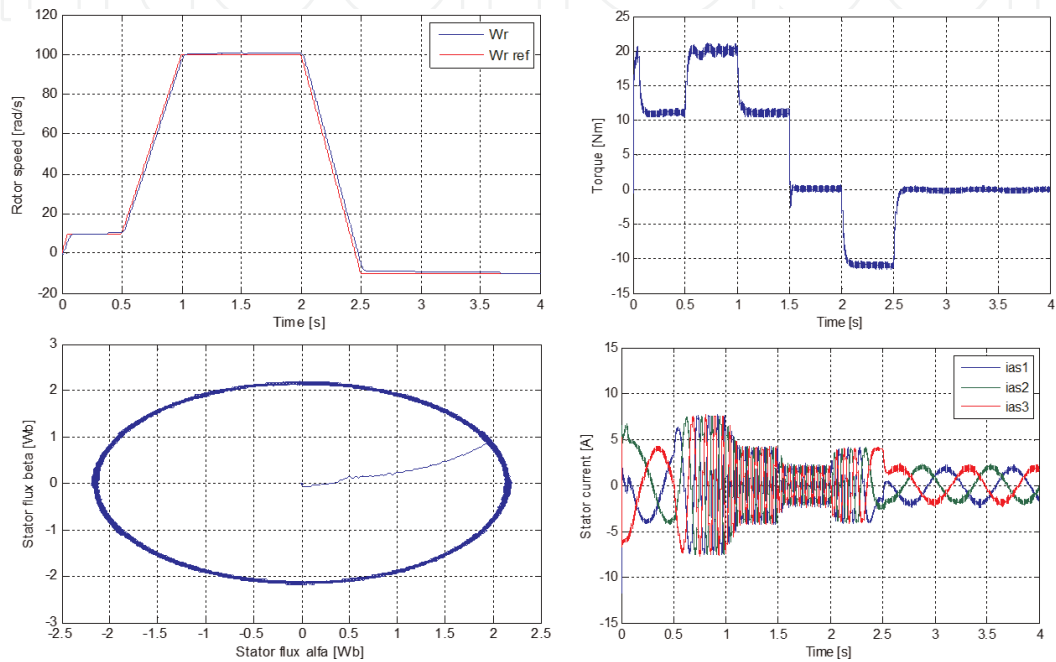 120
100
80
60
40
20
0
-20
0 0.5 1 1.5 2 2.5 3 3.5 4
Rotor speed [rad/s]
Time [s]
Wr
Wr ref
25
20
15
10
5
0
-5
-10
-15
0 0.5 1 1.5 2 2.5 3 3.5 4
Torque [Nm]
Time [s]
3
2
1
0
-1
-2
-3
-2.5 -2 -1.5 -1 -0.5 0 0.5 1 1.5 2 2.5
Stator flux beta [Wb]
Stator flux alfa [Wb]
15
10
5
0
-5
-10
-15
0 0.5 1 1.5 2 2.5 3 3.5 4
Stator current [A]
Time [s]
ias1
ias2
ias3